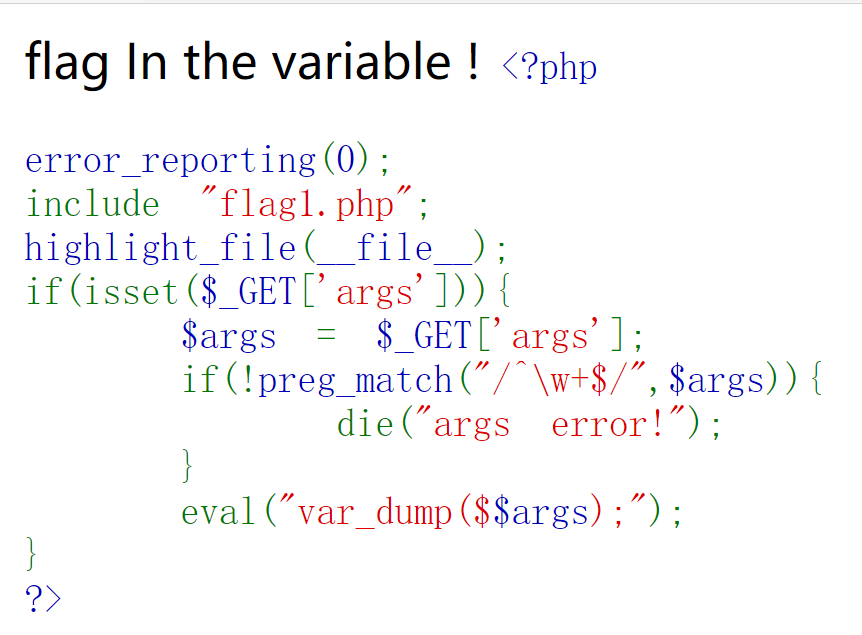 flag In the variable ! <?php
error_reporting(0);
include "flag1.php";
highlight_file(__file__);
if(isset($_GET['args'])){
$args = $_GET['args'];
if(!preg_match("/^\w+$/",$args)){
die("args error!");
}
eval("var_dump($$args);");
}
?>